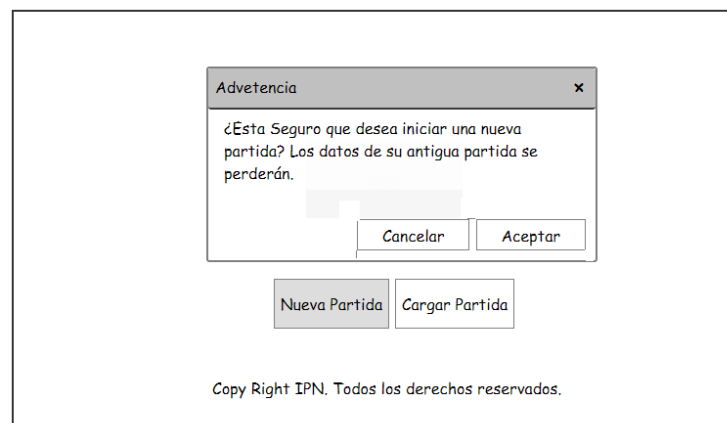 Advetencia ×
¿Esta Seguro que desea iniciar una nueva
partida? Los datos de su antigua partida se
perderán.
Cancelar Aceptar
Nueva Partida Cargar Partida
Copy Right IPN. Todos los derechos reservados.